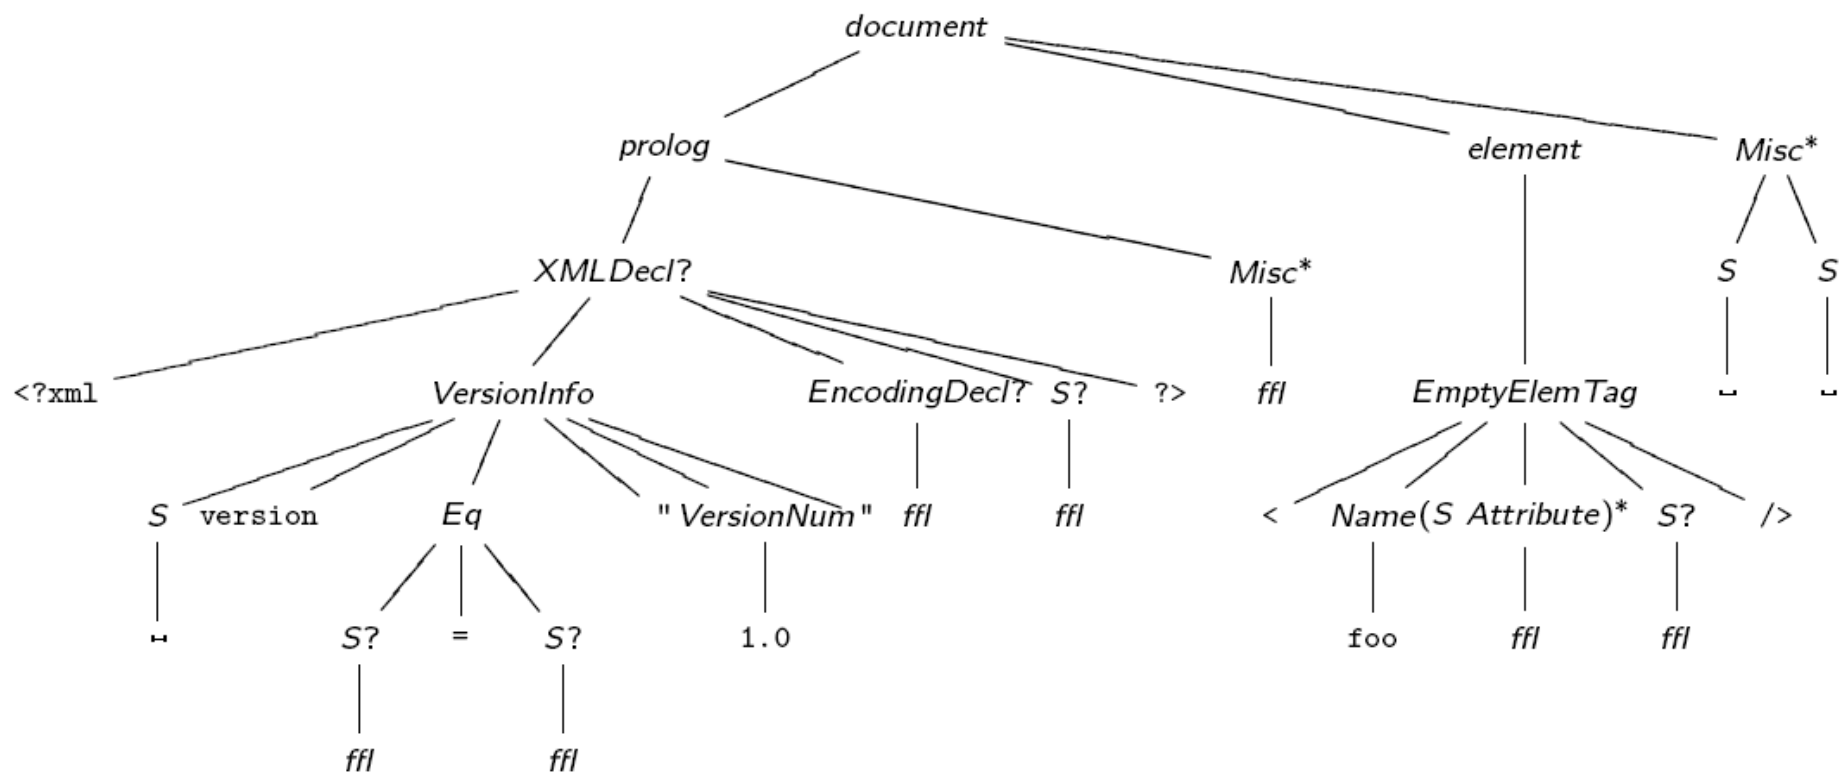 document
prolog element Misc*
XMLDecl? Misc* S S
<?xml VersionInfo EncodingDecl? S? ?> ffl EmptyElemTag ␣ ␣
S version Eq " VersionNum " ffl ffl < Name (S Attribute)* S? />
␣ S? = S? 1.0 foo ffl ffl
ffl ffl